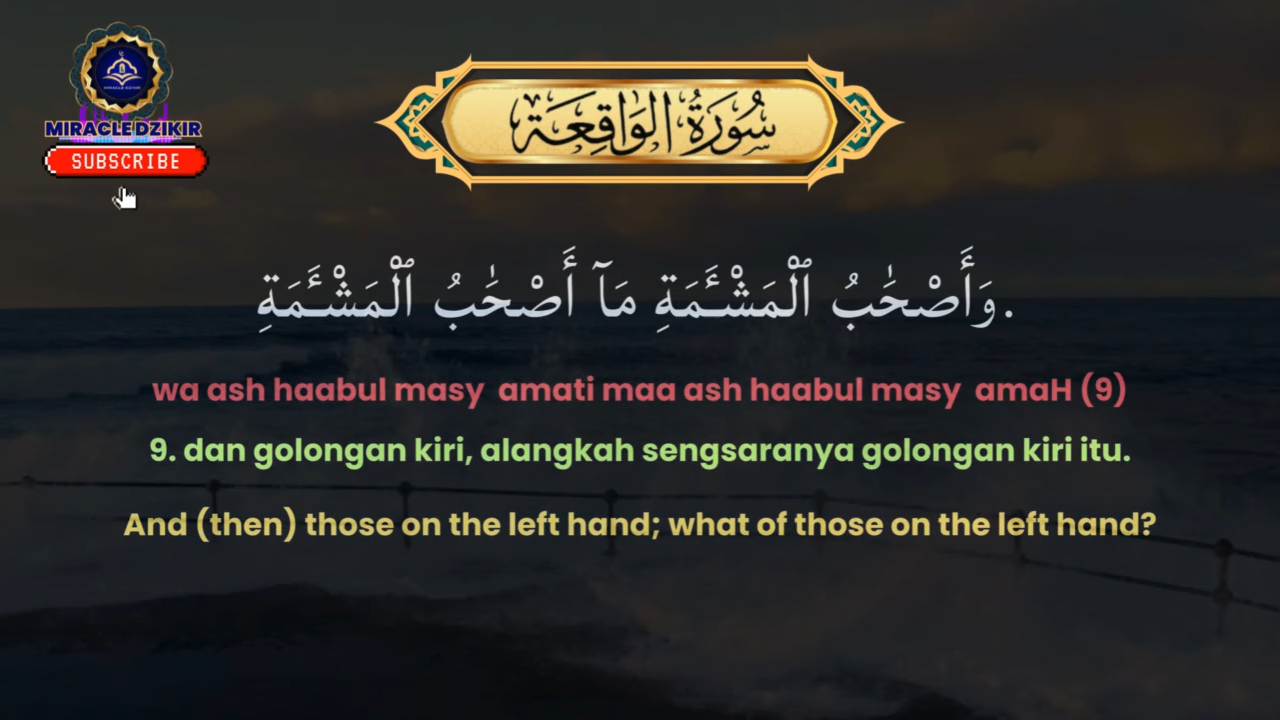 MIRACLE DZIKIR
SUBSCRIBE
سُورَةُ الوَاقِعَة
وَأَصْحَٰبُ ٱلْمَشْـَٔمَةِ مَآ أَصْحَٰبُ ٱلْمَشْـَٔمَةِ.
wa ash haabul masy  amati maa ash haabul masy  amaH (9)
9. dan golongan kiri, alangkah sengsaranya golongan kiri itu.
And (then) those on the left hand; what of those on the left hand?